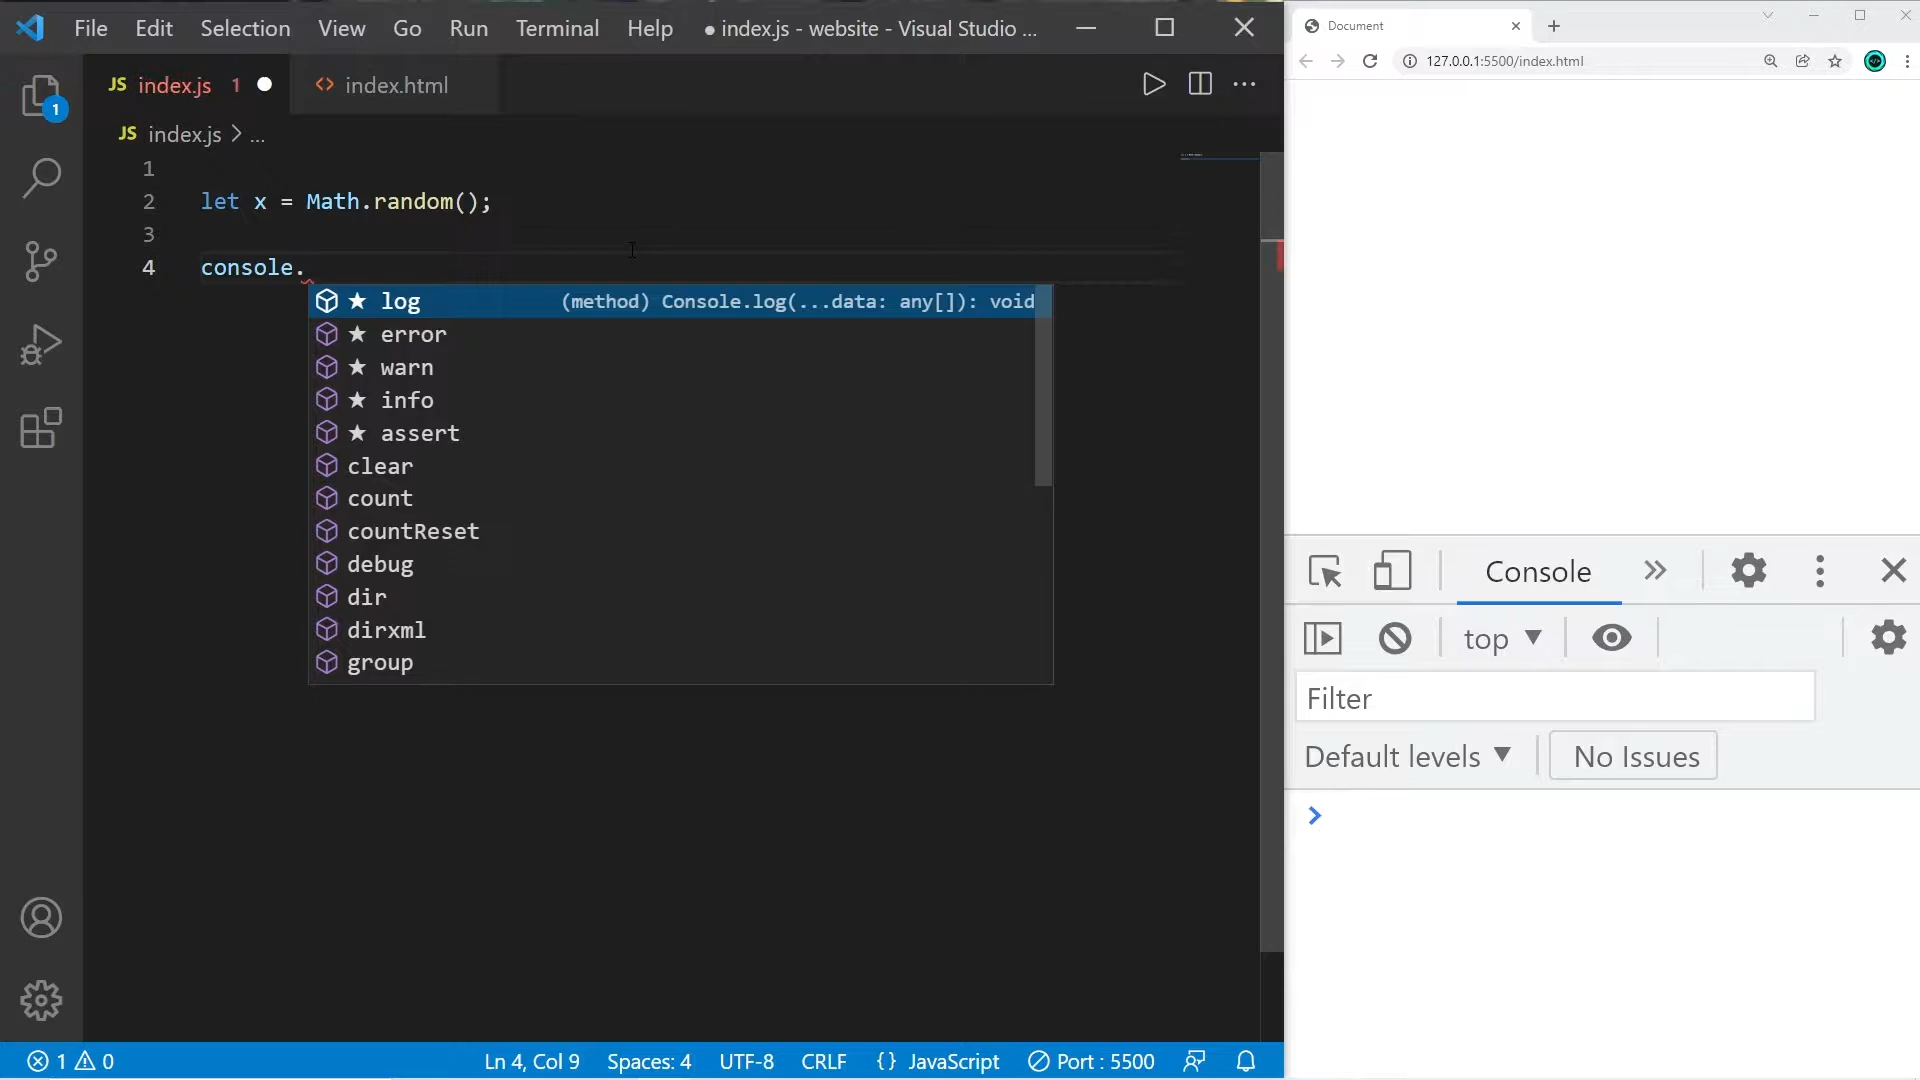 File Edit Selection View Go Run Terminal Help ● index.js - website - Visual Studio ...
JS index.js 1 ● <> index.html
JS index.js > ...
1
2 let x = Math.random();
3
4 console.
★ log (method) Console.log(...data: any[]): void
★ error
★ warn
★ info
★ assert
clear
count
countReset
debug
dir
dirxml
group
1
1 0 Ln 4, Col 9 Spaces: 4 UTF-8 CRLF {} JavaScript Port : 5500
Document
127.0.0.1:5500/index.html
Console
top
Filter
Default levels No Issues